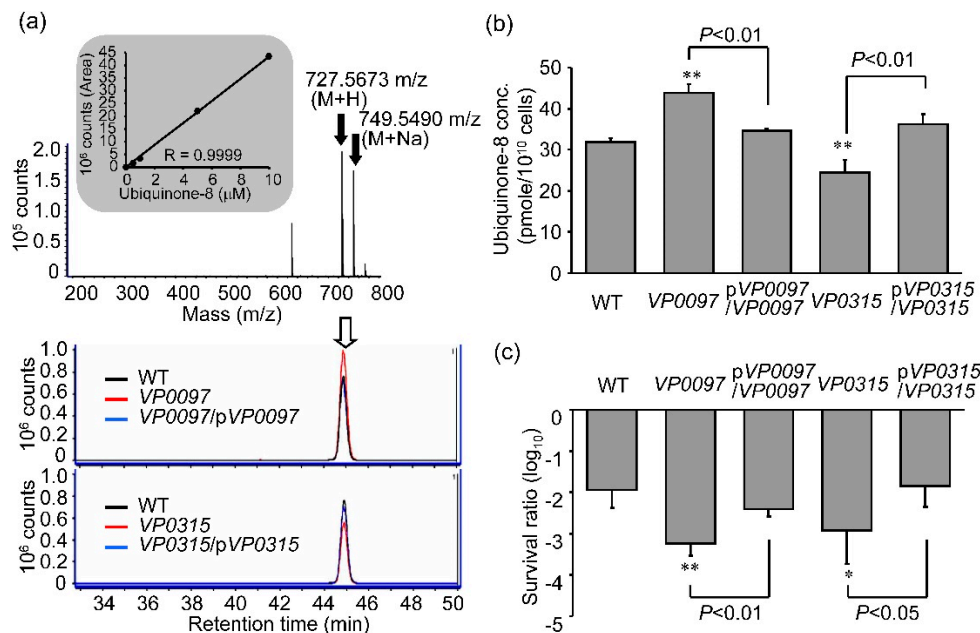 (a)
10⁶ counts (Area)
45
40
35
30
25
20
15
10
5
0
R = 0.9999
0 2 4 6 8 10
Ubiquinone-8 (μM)
727.5673 m/z
(M+H)
749.5490 m/z
(M+Na)
10⁵ counts
2.0
1.5
1.0
0.5
0
200 300 400 500 600 700 800
Mass (m/z)
10⁶ counts
1.0
0.8
0.6
0.4
0.2
0
WT
VP0097
VP0097/pVP0097
10⁶ counts
1.0
0.8
0.6
0.4
0.2
0
WT
VP0315
VP0315/pVP0315
34 36 38 40 42 44 46 48 50
Retention time (min)
(b)
Ubiquinone-8 conc.
(pmole/10¹⁰ cells)
50
40
30
20
10
0
P<0.01
P<0.01
**
**
WT VP0097 pVP0097/VP0097 VP0315 pVP0315/VP0315
(c)
WT VP0097 pVP0097/VP0097 VP0315 pVP0315/VP0315
Survival ratio (log₁₀)
-0
-1
-2
-3
-4
-5
**
*
P<0.01
P<0.05